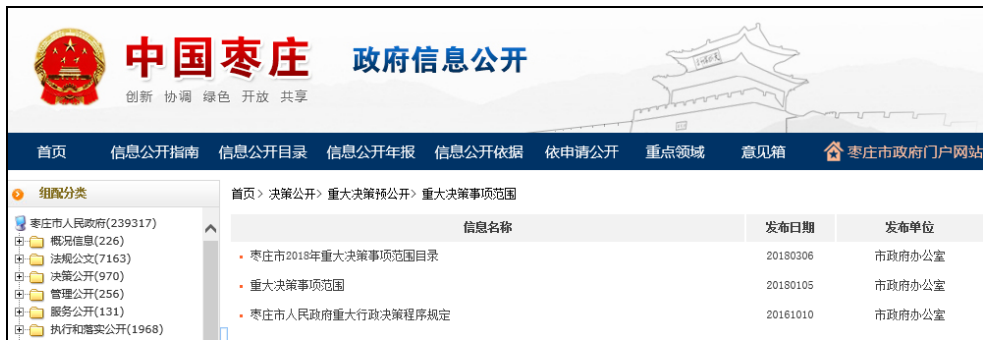 中国枣庄
政府信息公开
创新 协调 绿色 开放 共享
首页 信息公开指南 信息公开目录 信息公开年报 信息公开依据 依申请公开 重点领域 意见箱 枣庄市政府门户网站
组配分类
首页> 决策公开> 重大决策预公开> 重大决策事项范围
枣庄市人民政府(239317)
概况信息(226)
法规公文(7163)
决策公开(970)
管理公开(256)
服务公开(131)
执行和落实公开(1968)
信息名称 发布日期 发布单位
枣庄市2018年重大决策事项范围目录 20180306 市政府办公室
重大决策事项范围 20180105 市政府办公室
枣庄市人民政府重大行政决策程序规定 20161010 市政府办公室